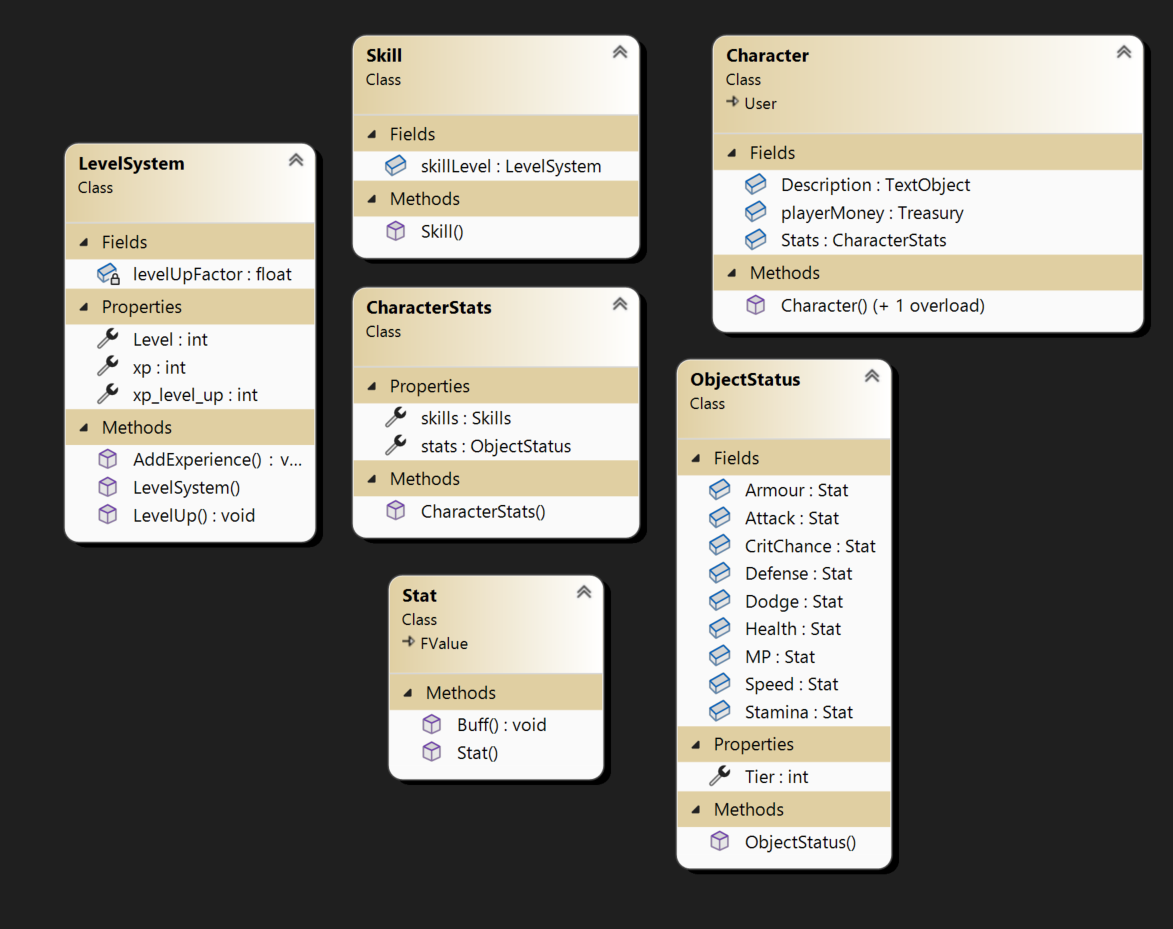 LevelSystem
Class
Fields
levelUpFactor : float
Properties
Level : int
xp : int
xp_level_up : int
Methods
AddExperience() : v...
LevelSystem()
LevelUp() : void
Skill
Class
Fields
skillLevel : LevelSystem
Methods
Skill()
CharacterStats
Class
Properties
skills : Skills
stats : ObjectStatus
Methods
CharacterStats()
Stat
Class
FValue
Methods
Buff() : void
Stat()
Character
Class
User
Fields
Description : TextObject
playerMoney : Treasury
Stats : CharacterStats
Methods
Character() (+ 1 overload)
ObjectStatus
Class
Fields
Armour : Stat
Attack : Stat
CritChance : Stat
Defense : Stat
Dodge : Stat
Health : Stat
MP : Stat
Speed : Stat
Stamina : Stat
Properties
Tier : int
Methods
ObjectStatus()